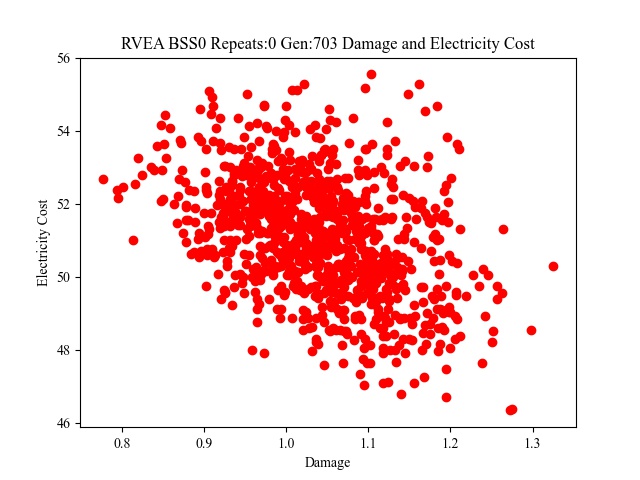 RVEA BSS0 Repeats:0 Gen:703 Damage and Electricity Cost
56
54
52
50
48
46
Electricity Cost
0.8 0.9 1.0 1.1 1.2 1.3
Damage